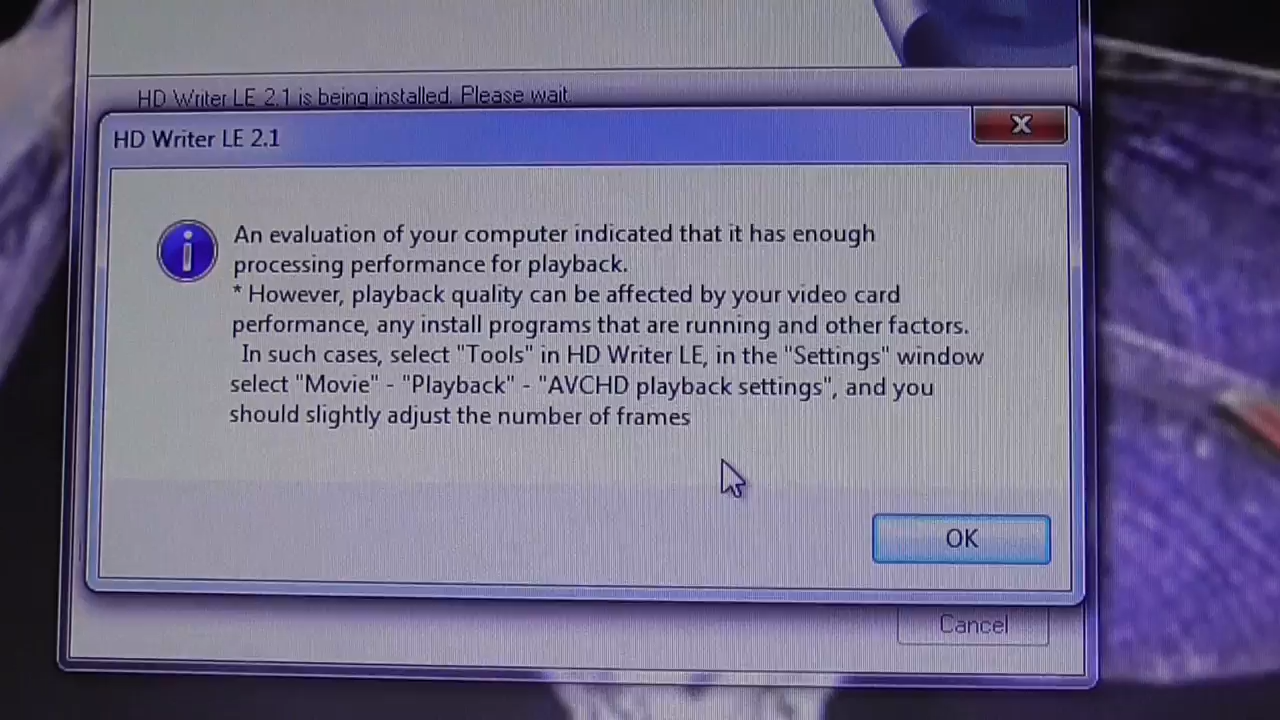 HD Writer LE 2.1 is being installed. Please wait.
HD Writer LE 2.1
An evaluation of your computer indicated that it has enough
processing performance for playback.
* However, playback quality can be affected by your video card
performance, any install programs that are running and other factors.
In such cases, select "Tools" in HD Writer LE, in the "Settings" window
select "Movie" - "Playback" - "AVCHD playback settings", and you
should slightly adjust the number of frames
OK
Cancel